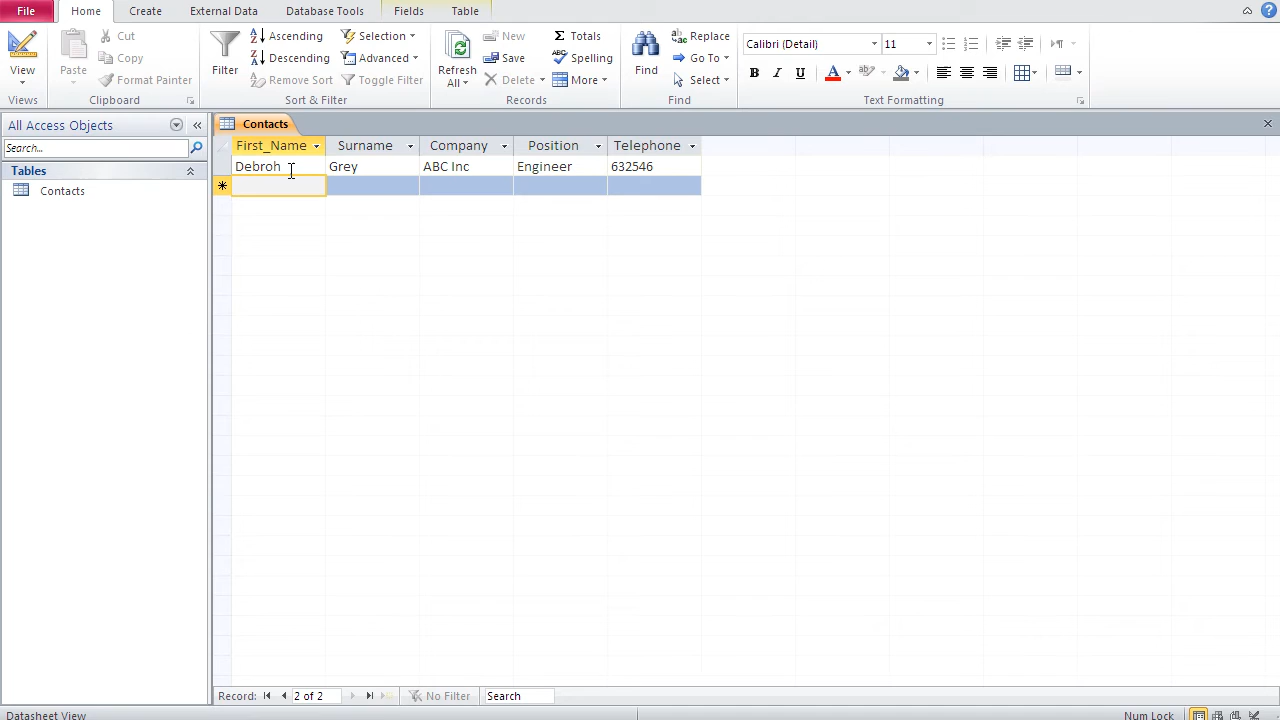 File Home Create External Data Database Tools Fields Table
View
Views
Paste
Cut
Copy
Format Painter
Clipboard
Filter
Ascending
Descending
Remove Sort
Selection
Advanced
Toggle Filter
Sort & Filter
Refresh
All
New
Save
Delete
Totals
Spelling
More
Records
Find
Replace
Go To
Select
Find
Calibri (Detail) 11
B I U A ab
Text Formatting
All Access Objects «
Search...
Tables
Contacts
Contacts
First_Name Surname Company Position Telephone
Debroh Grey ABC Inc Engineer 632546
Record: 2 of 2 No Filter Search
Datasheet View Num Lock